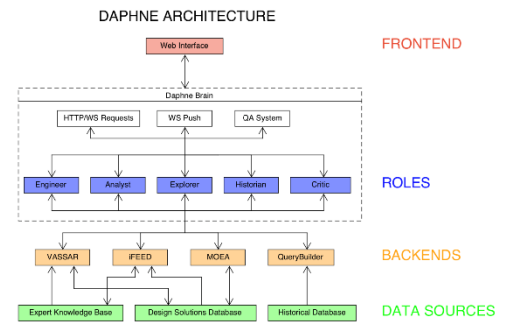 DAPHNE ARCHITECTURE
Web Interface
FRONTEND
Daphne Brain
HTTP/WS Requests
WS Push
QA System
Engineer
Analyst
Explorer
Historian
Critic
ROLES
VASSAR
iFEED
MOEA
QueryBuilder
BACKENDS
Expert Knowledge Base
Design Solutions Database
Historical Database
DATA SOURCES